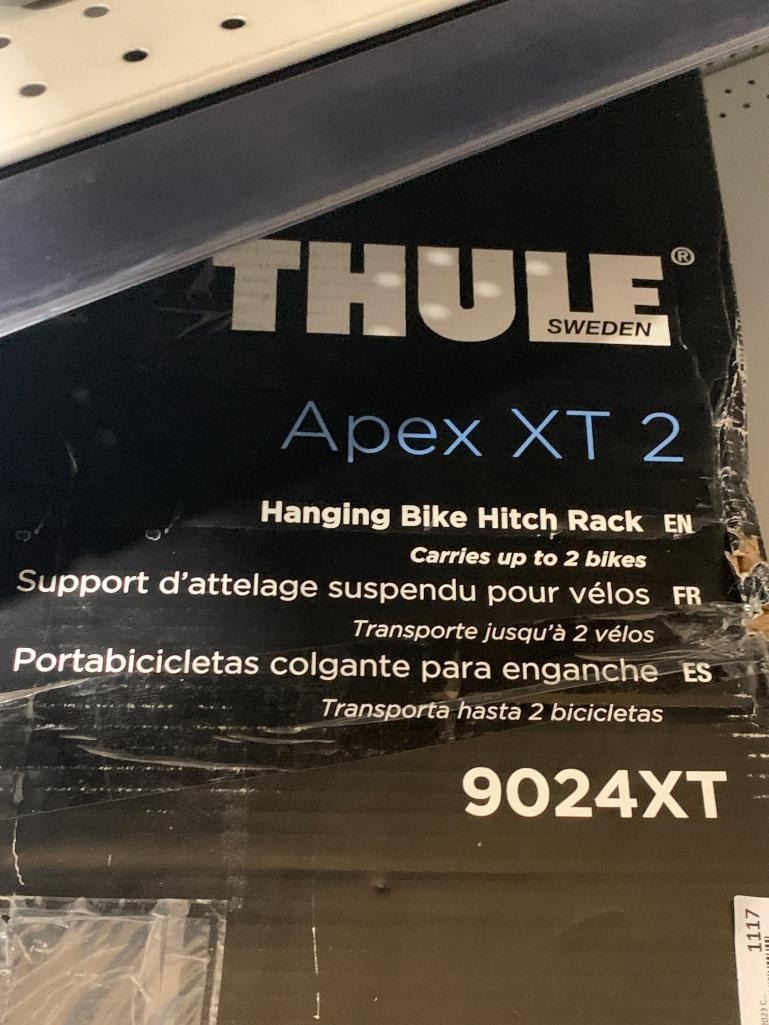 THULE®
SWEDEN
Apex XT 2
Hanging Bike Hitch Rack EN
Carries up to 2 bikes
Support d'attelage suspendu pour vélos FR
Transporte jusqu'à 2 vélos
Portabicicletas colgante para enganche ES
Transporta hasta 2 bicicletas
9024XT
1117